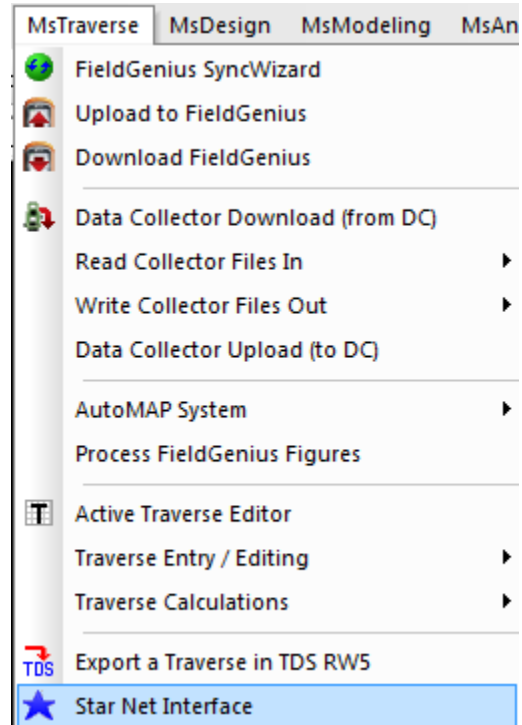 MsTraverse MsDesign MsModeling MsAn
FieldGenius SyncWizard
Upload to FieldGenius
Download FieldGenius
Data Collector Download (from DC)
Read Collector Files In
Write Collector Files Out
Data Collector Upload (to DC)
AutoMAP System
Process FieldGenius Figures
T Active Traverse Editor
Traverse Entry / Editing
Traverse Calculations
TDS Export a Traverse in TDS RW5
Star Net Interface